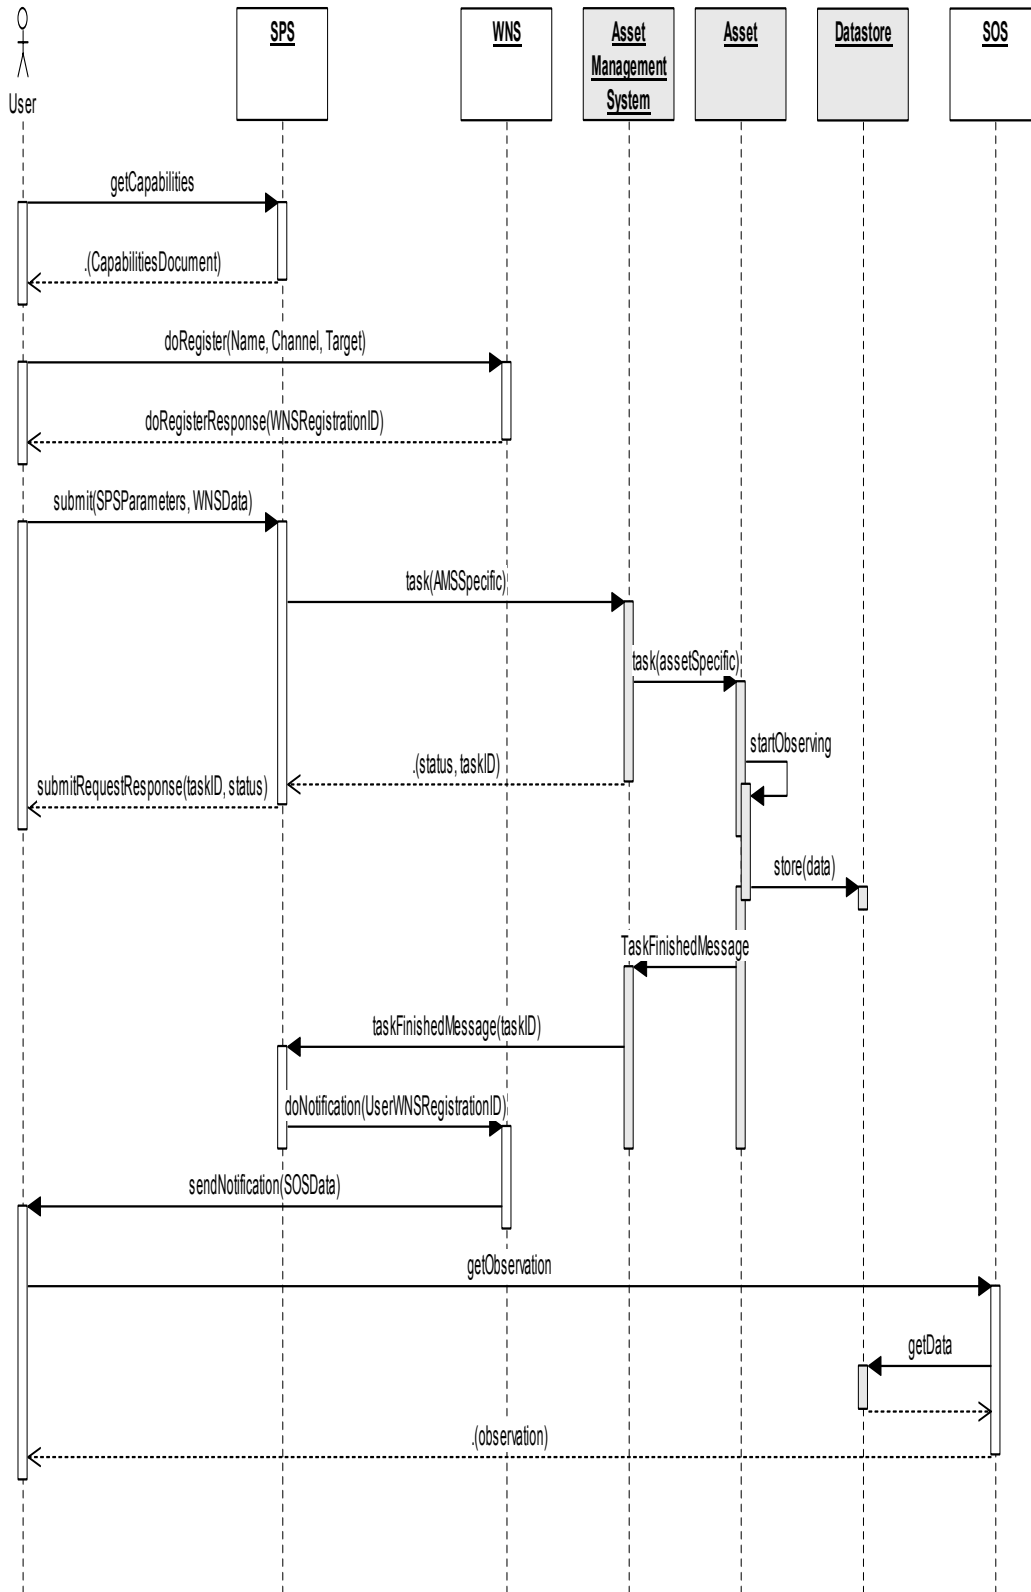 User
SPS
WNS
Asset
Management
System
Asset
Datastore
SOS
getCapabilities
.(CapabilitiesDocument)
doRegister(Name, Channel, Target)
doRegisterResponse(WNSRegistrationID)
submit(SPSParameters, WNSData)
task(AMSSpecific)
task(assetSpecific)
startObserving
.(status, taskID)
submitRequestResponse(taskID, status)
store(data)
TaskFinishedMessage
taskFinishedMessage(taskID)
doNotification(UserWNSRegistrationID)
sendNotification(SOSData)
getObservation
getData
.(observation)